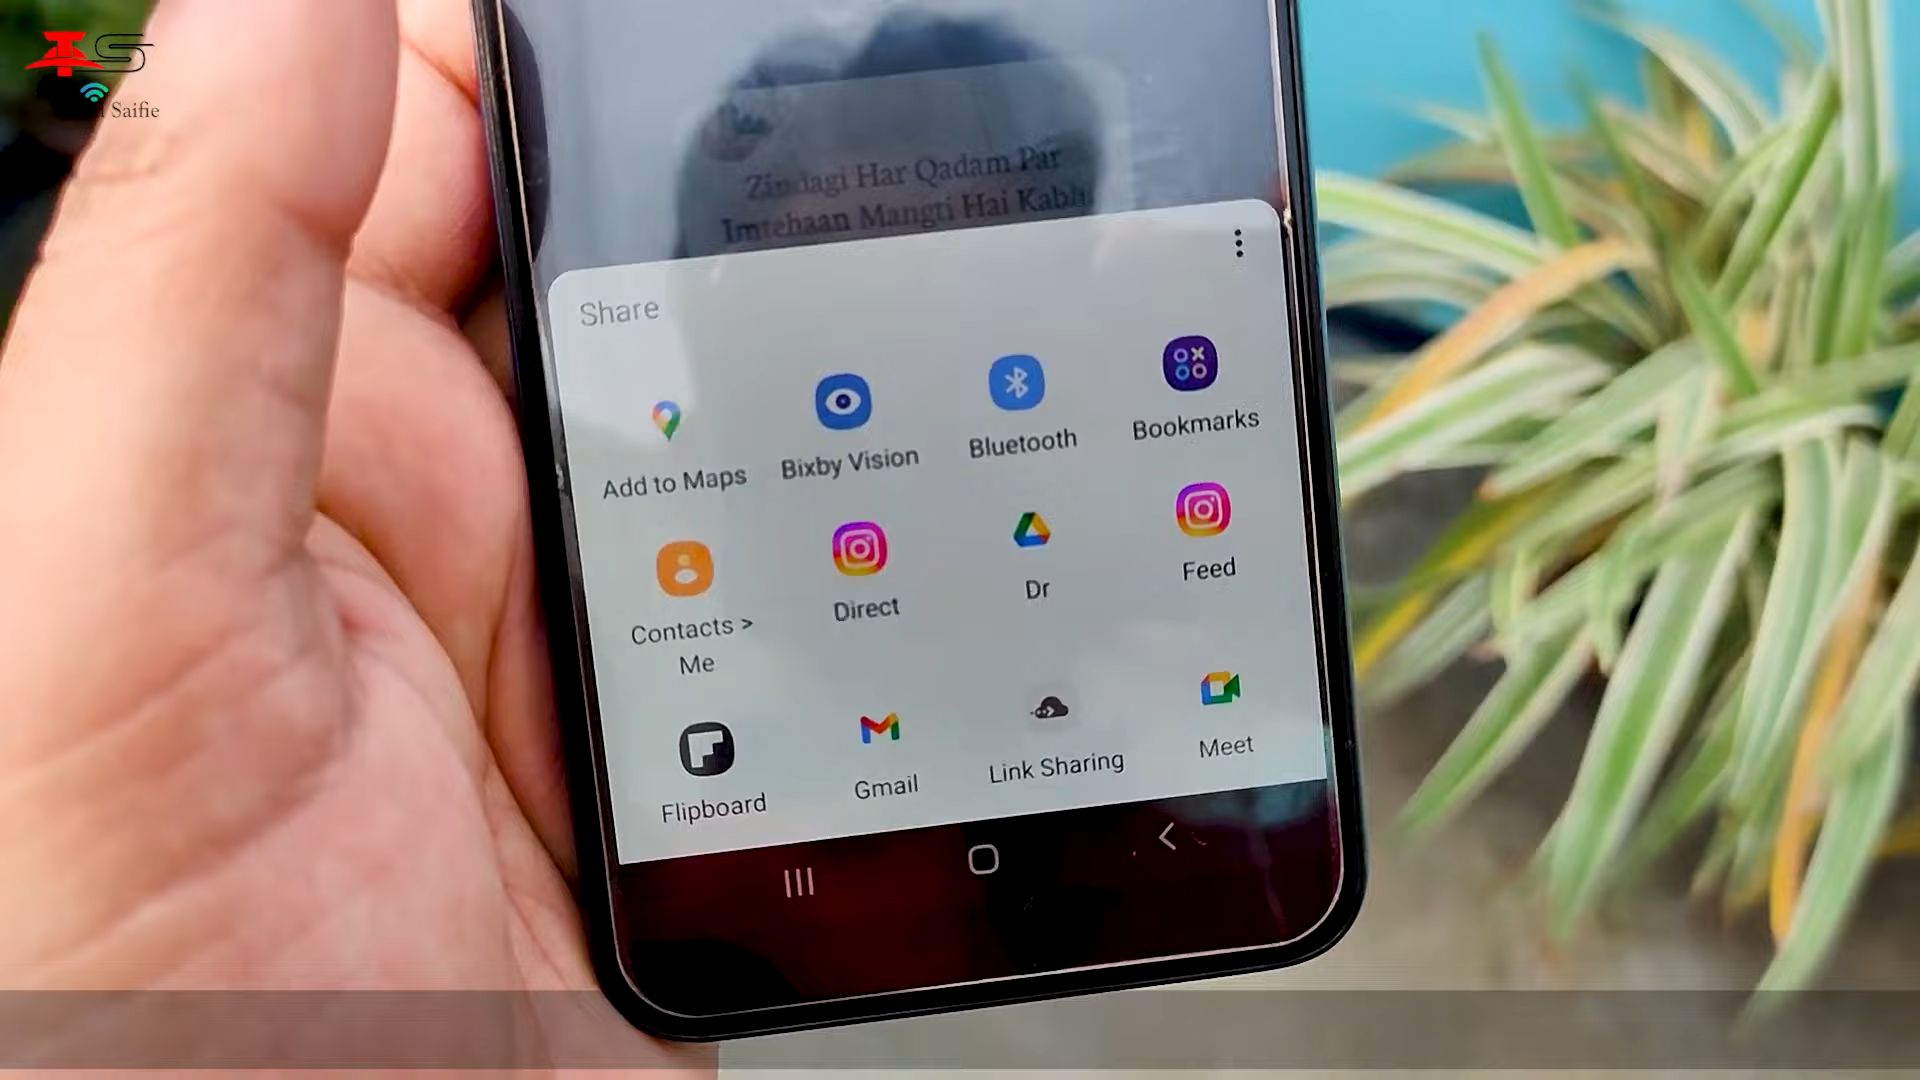 Saifie
Zindagi Har Qadam Par
Imtehaan Mangti Hai Kabhi
Share
Add to Maps
Bixby Vision
Bluetooth
Bookmarks
Contacts >
Me
Direct
Dr
Feed
Flipboard
Gmail
Link Sharing
Meet